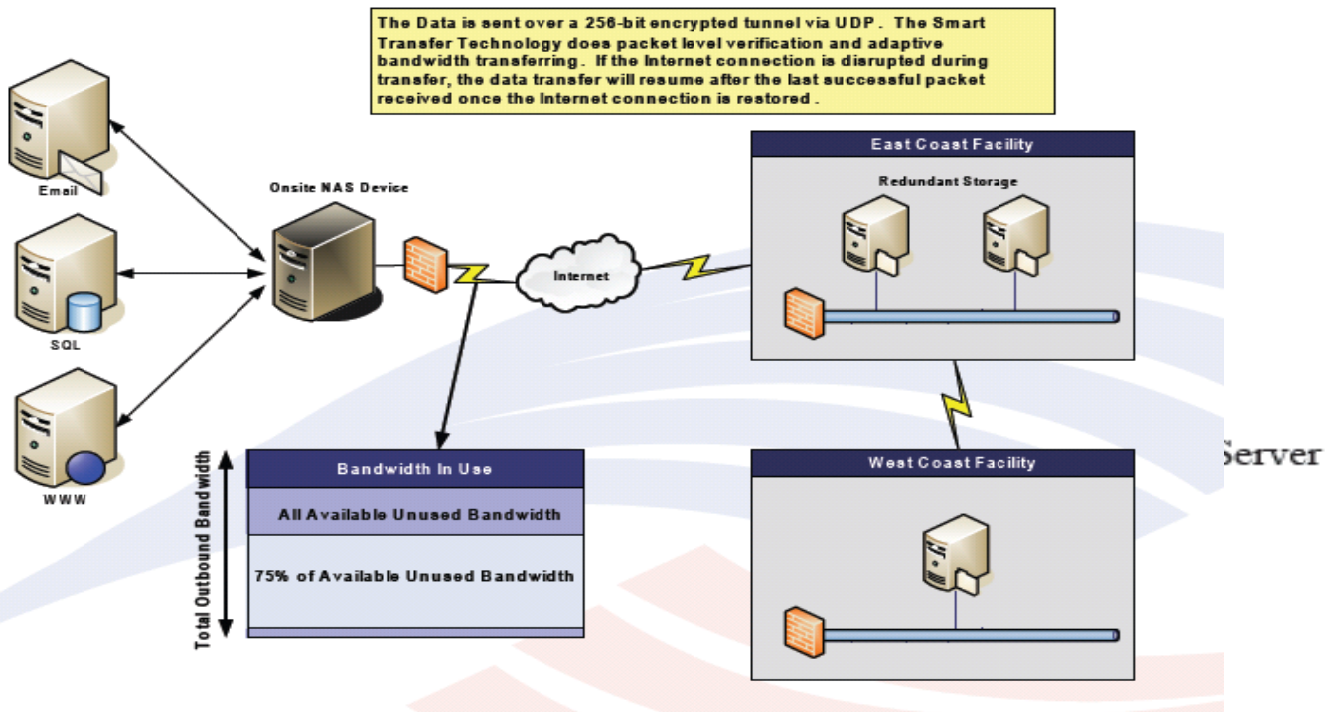 The Data is sent over a 256-bit encrypted tunnel via UDP. The Smart
Transfer Technology does packet level verification and adaptive
bandwidth transferring. If the Internet connection is disrupted during
transfer, the data transfer will resume after the last successful packet
received once the Internet connection is restored.
Email
SQL
WWW
Onsite NAS Device
Internet
East Coast Facility
Redundant Storage
Total Outbound Bandwidth
Bandwidth In Use
All Available Unused Bandwidth
75% of Available Unused Bandwidth
West Coast Facility
Server